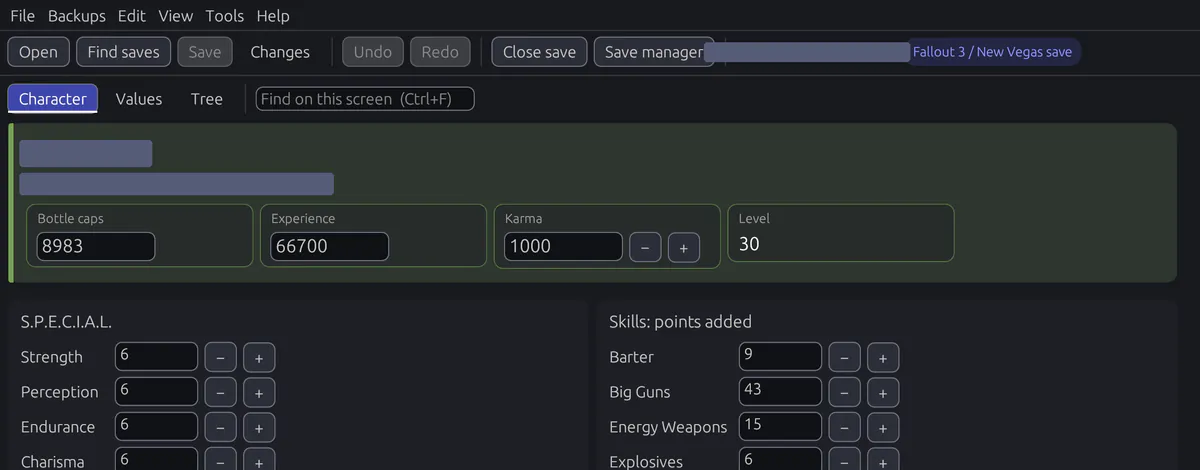 File Backups Edit View Tools Help
Open Find saves Save Changes Undo Redo Close save Save manager Fallout 3 / New Vegas save
Character Values Tree Find on this screen (Ctrl+F)
Bottle caps Experience Karma Level
8983 66700 1000 − + 30
S.P.E.C.I.A.L. Skills: points added
Strength 6 − + Barter 9 − +
Perception 6 − + Big Guns 43 − +
Endurance 6 − + Energy Weapons 15 − +
Charisma 6 − + Explosives 6 − +